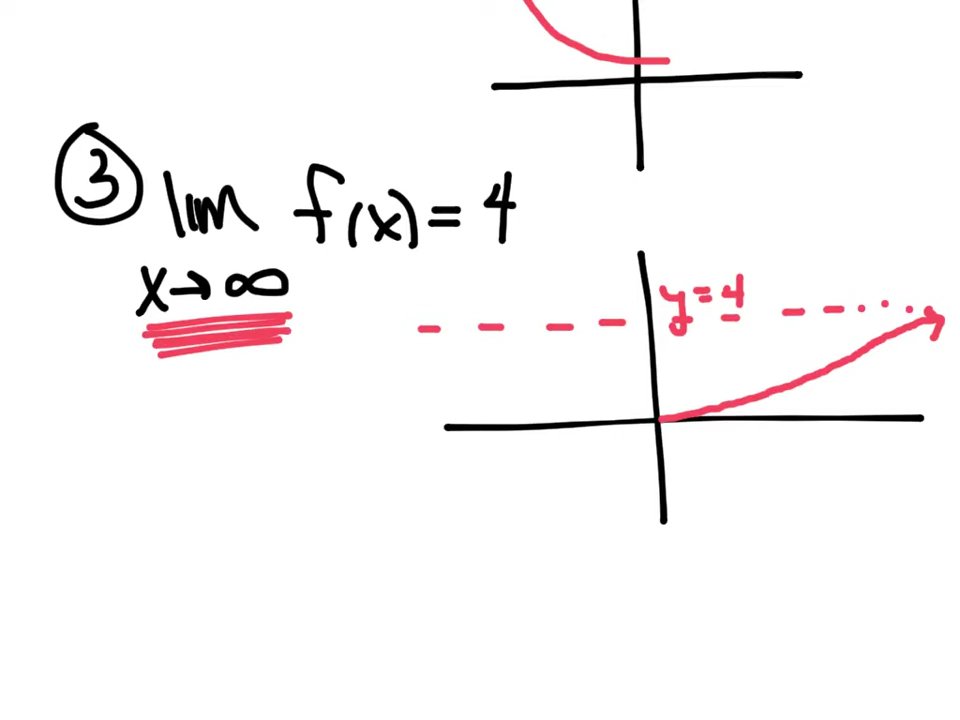 ③ lim f(x) = 4
x→∞
y = 4